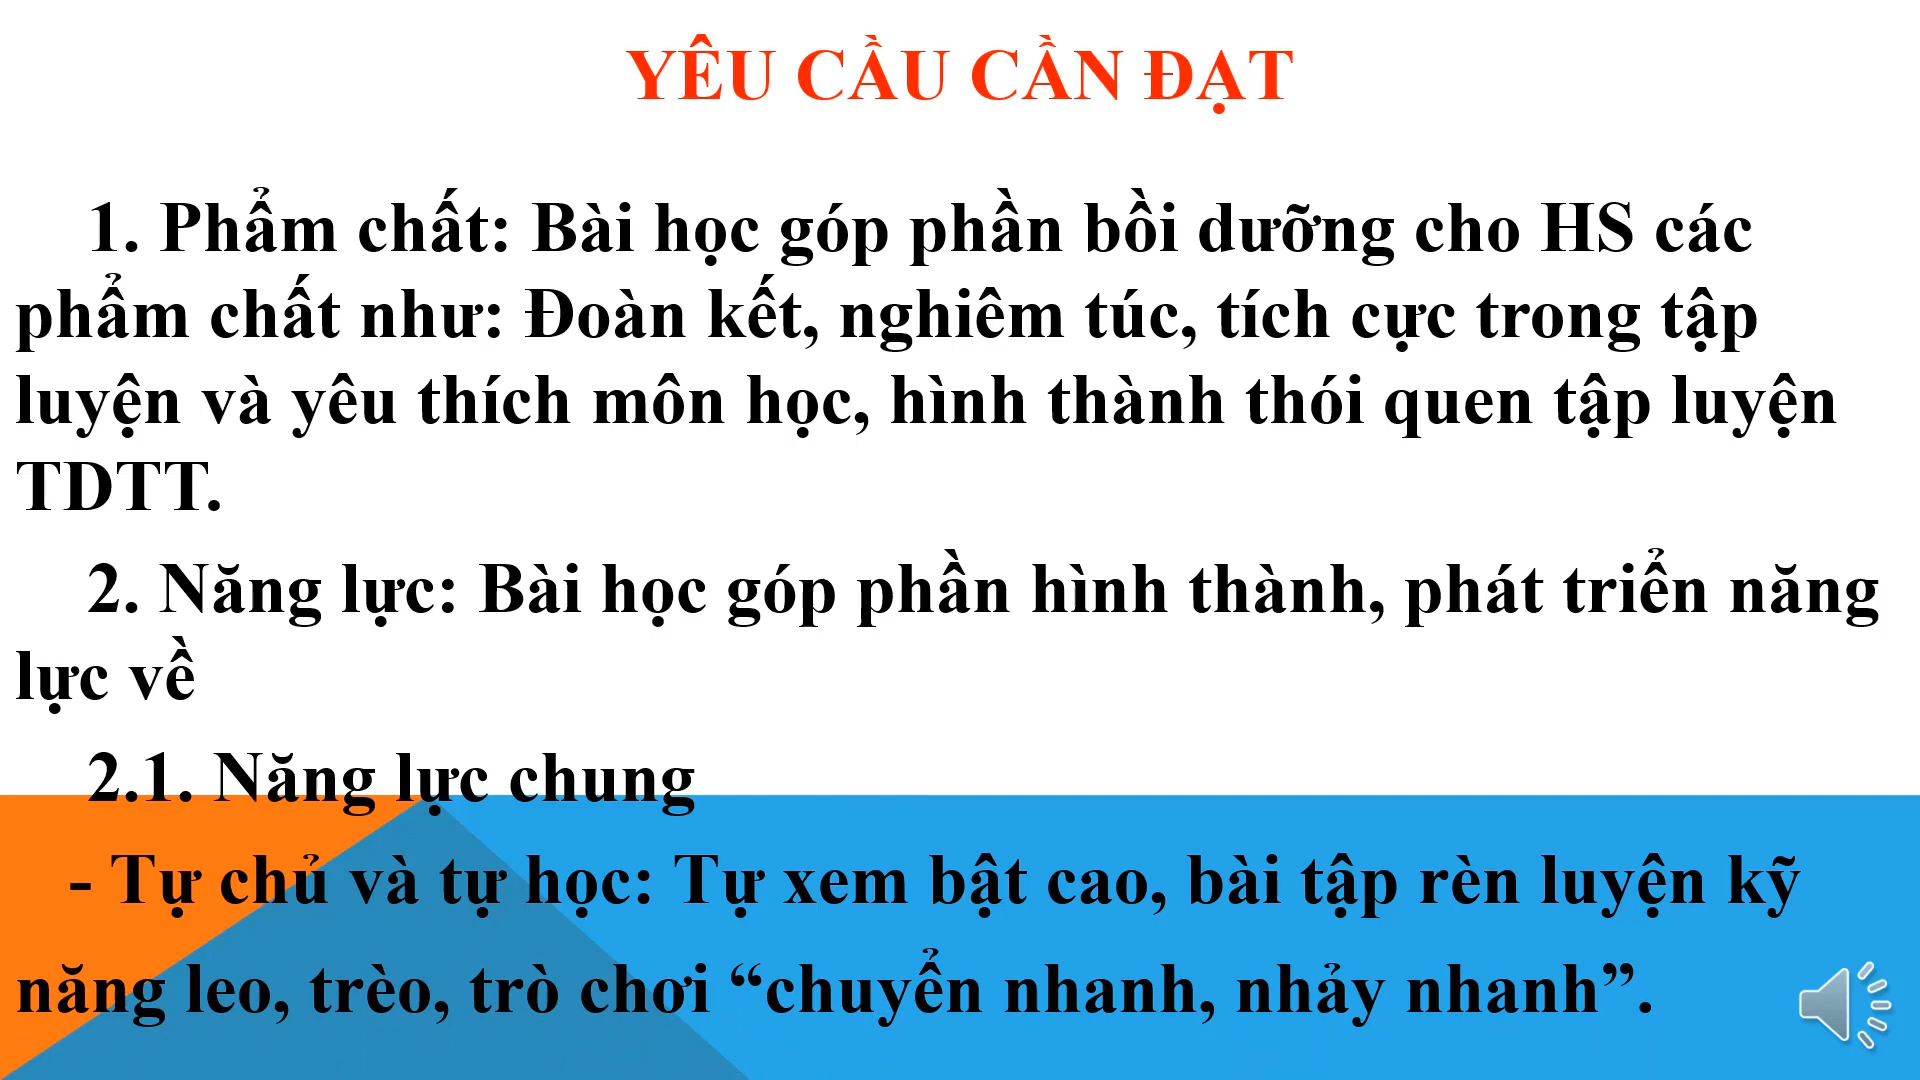 YÊU CẦU CẦN ĐẠT
1. Phẩm chất: Bài học góp phần bồi dưỡng cho HS các
phẩm chất như: Đoàn kết, nghiêm túc, tích cực trong tập
luyện và yêu thích môn học, hình thành thói quen tập luyện
TDTT.
2. Năng lực: Bài học góp phần hình thành, phát triển năng
lực về
2.1. Năng lực chung
- Tự chủ và tự học: Tự xem bật cao, bài tập rèn luyện kỹ
năng leo, trèo, trò chơi “chuyển nhanh, nhảy nhanh”.